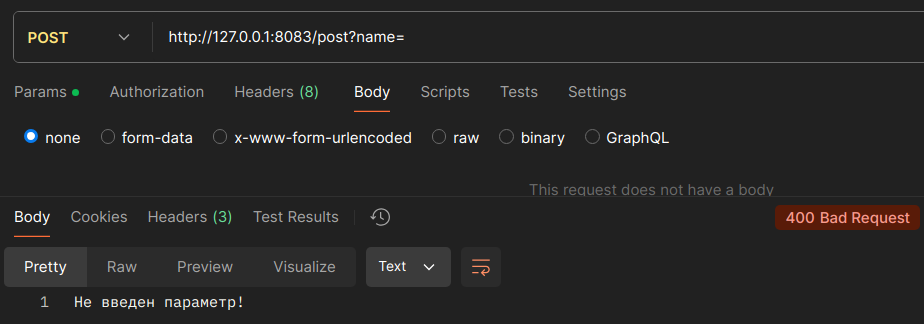 POST http://127.0.0.1:8083/post?name=
Params Authorization Headers (8) Body Scripts Tests Settings
none form-data x-www-form-urlencoded raw binary GraphQL
This request does not have a body
Body Cookies Headers (3) Test Results 400 Bad Request
Pretty Raw Preview Visualize Text
1 Не введен параметр!